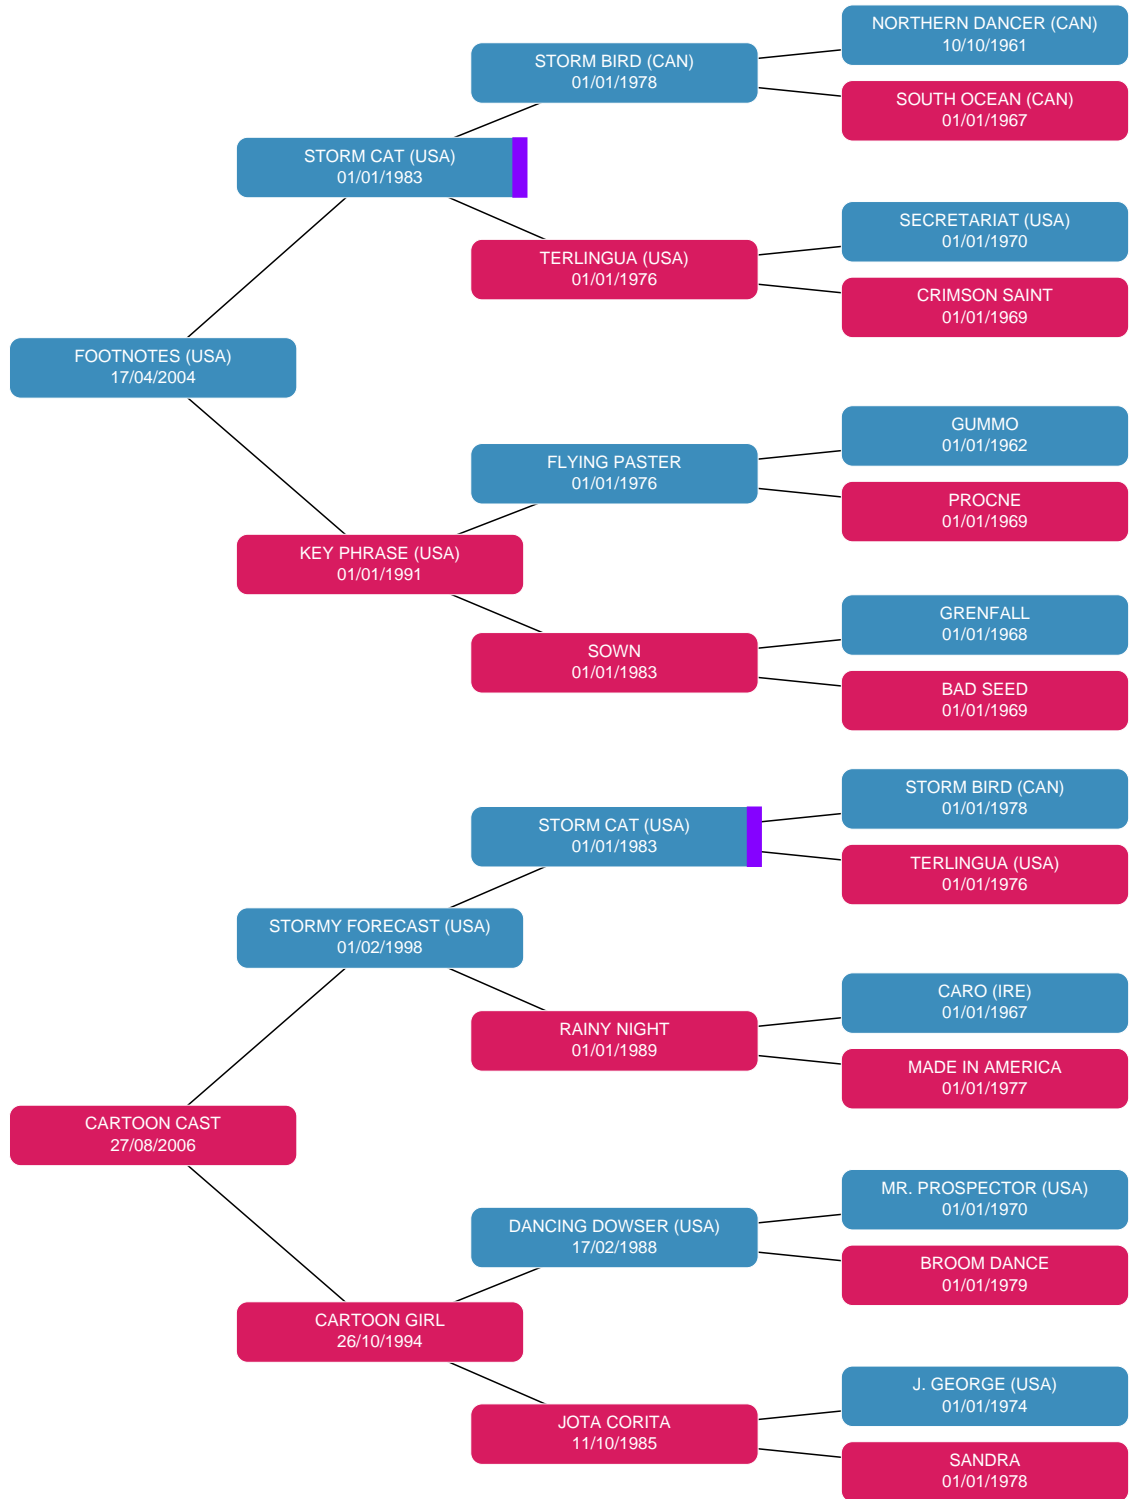 NORTHERN DANCER (CAN)
10/10/1961
STORM BIRD (CAN)
01/01/1978
SOUTH OCEAN (CAN)
01/01/1967
STORM CAT (USA)
01/01/1983
SECRETARIAT (USA)
01/01/1970
TERLINGUA (USA)
01/01/1976
CRIMSON SAINT
01/01/1969
FOOTNOTES (USA)
17/04/2004
GUMMO
01/01/1962
FLYING PASTER
01/01/1976
PROCNE
01/01/1969
KEY PHRASE (USA)
01/01/1991
GRENFALL
01/01/1968
SOWN
01/01/1983
BAD SEED
01/01/1969
STORM BIRD (CAN)
01/01/1978
STORM CAT (USA)
01/01/1983
TERLINGUA (USA)
01/01/1976
STORMY FORECAST (USA)
01/02/1998
CARO (IRE)
01/01/1967
RAINY NIGHT
01/01/1989
MADE IN AMERICA
01/01/1977
CARTOON CAST
27/08/2006
MR. PROSPECTOR (USA)
01/01/1970
DANCING DOWSER (USA)
17/02/1988
BROOM DANCE
01/01/1979
CARTOON GIRL
26/10/1994
J. GEORGE (USA)
01/01/1974
JOTA CORITA
11/10/1985
SANDRA
01/01/1978